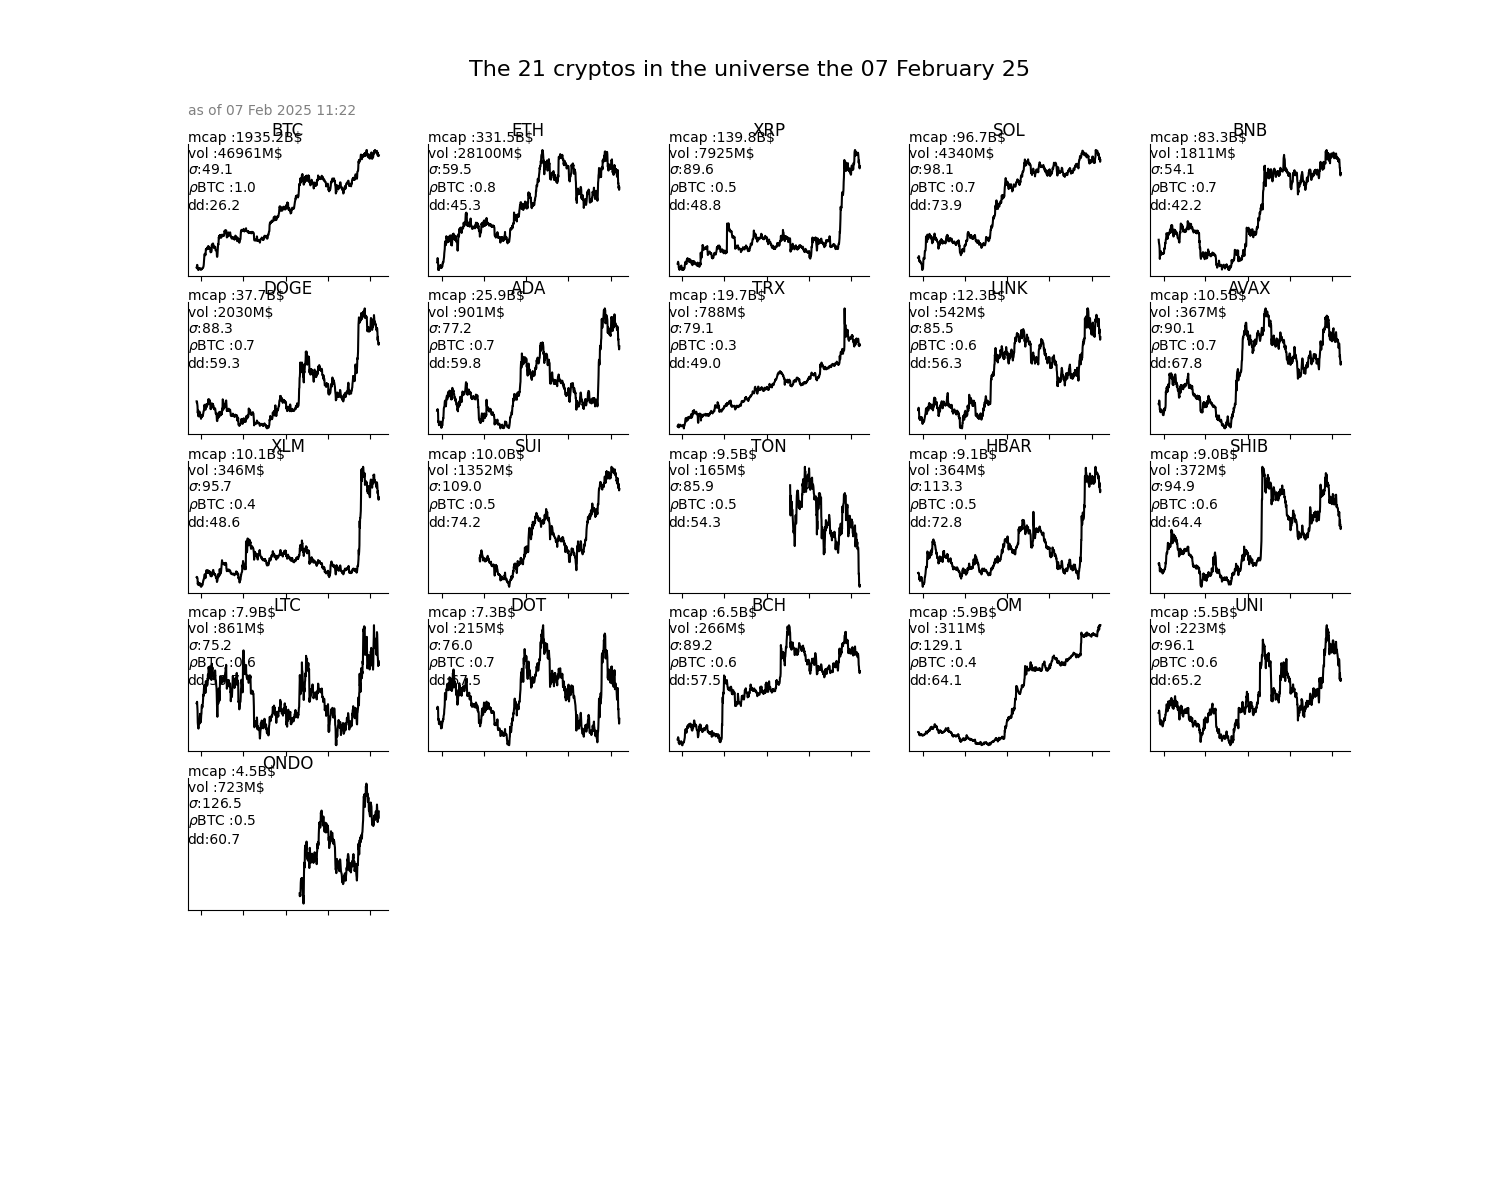 The 21 cryptos in the universe the 07 February 25
as of 07 Feb 2025 11:22
BTC
mcap :1935.2B$
vol :46961M$
σ:49.1
ρBTC :1.0
dd:26.2
ETH
mcap :331.5B$
vol :28100M$
σ:59.5
ρBTC :0.8
dd:45.3
XRP
mcap :139.8B$
vol :7925M$
σ:89.6
ρBTC :0.5
dd:48.8
SOL
mcap :96.7B$
vol :4340M$
σ:98.1
ρBTC :0.7
dd:73.9
BNB
mcap :83.3B$
vol :1811M$
σ:54.1
ρBTC :0.7
dd:42.2
DOGE
mcap :37.7B$
vol :2030M$
σ:88.3
ρBTC :0.7
dd:59.3
ADA
mcap :25.9B$
vol :901M$
σ:77.2
ρBTC :0.7
dd:59.8
TRX
mcap :19.7B$
vol :788M$
σ:79.1
ρBTC :0.3
dd:49.0
LINK
mcap :12.3B$
vol :542M$
σ:85.5
ρBTC :0.6
dd:56.3
AVAX
mcap :10.5B$
vol :367M$
σ:90.1
ρBTC :0.7
dd:67.8
XLM
mcap :10.1B$
vol :346M$
σ:95.7
ρBTC :0.4
dd:48.6
SUI
mcap :10.0B$
vol :1352M$
σ:109.0
ρBTC :0.5
dd:74.2
TON
mcap :9.5B$
vol :165M$
σ:85.9
ρBTC :0.5
dd:54.3
HBAR
mcap :9.1B$
vol :364M$
σ:113.3
ρBTC :0.5
dd:72.8
SHIB
mcap :9.0B$
vol :372M$
σ:94.9
ρBTC :0.6
dd:64.4
LTC
mcap :7.9B$
vol :861M$
σ:75.2
ρBTC :0.6
DOT
mcap :7.3B$
vol :215M$
σ:76.0
ρBTC :0.7
dd:67.5
BCH
mcap :6.5B$
vol :266M$
σ:89.2
ρBTC :0.6
dd:57.5
OM
mcap :5.9B$
vol :311M$
σ:129.1
ρBTC :0.4
dd:64.1
UNI
mcap :5.5B$
vol :223M$
σ:96.1
ρBTC :0.6
dd:65.2
ONDO
mcap :4.5B$
vol :723M$
σ:126.5
ρBTC :0.5
dd:60.7